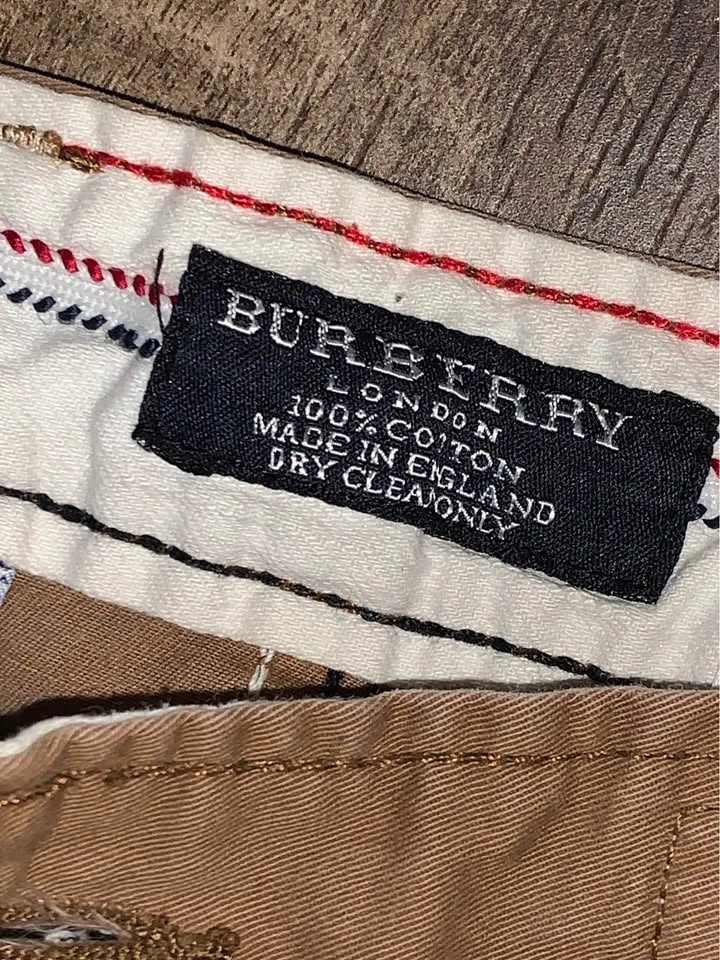 BURBERRY
LONDON
100% COTTON
MADE IN ENGLAND
DRY CLEAN ONLY